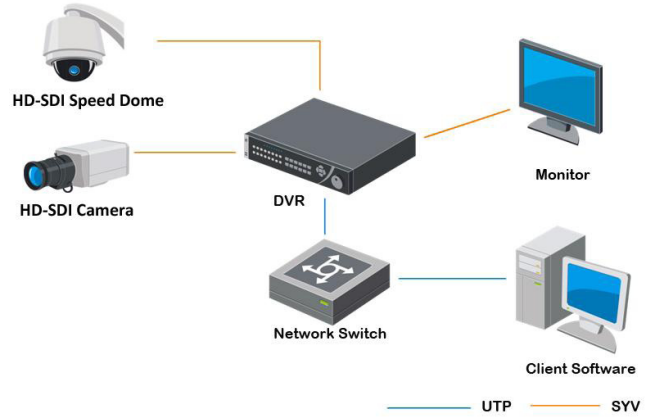 HD-SDI Speed Dome
HD-SDI Camera
DVR
Monitor
Network Switch
Client Software
UTP
SYV